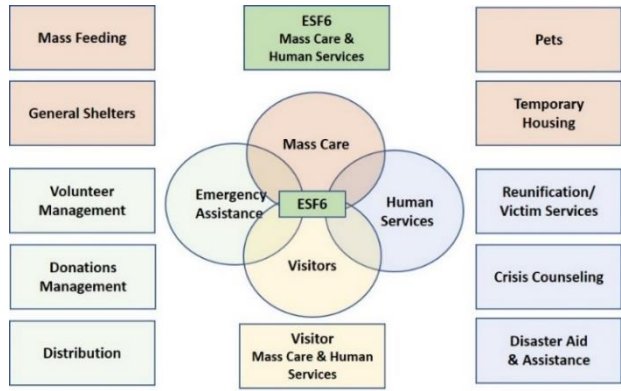 Mass Feeding
General Shelters
Volunteer
Management
Donations
Management
Distribution
ESF6
Mass Care &
Human Services
Mass Care
Emergency
Assistance
ESF6
Human
Services
Visitors
Visitor
Mass Care & Human
Services
Pets
Temporary
Housing
Reunification/
Victim Services
Crisis Counseling
Disaster Aid
& Assistance